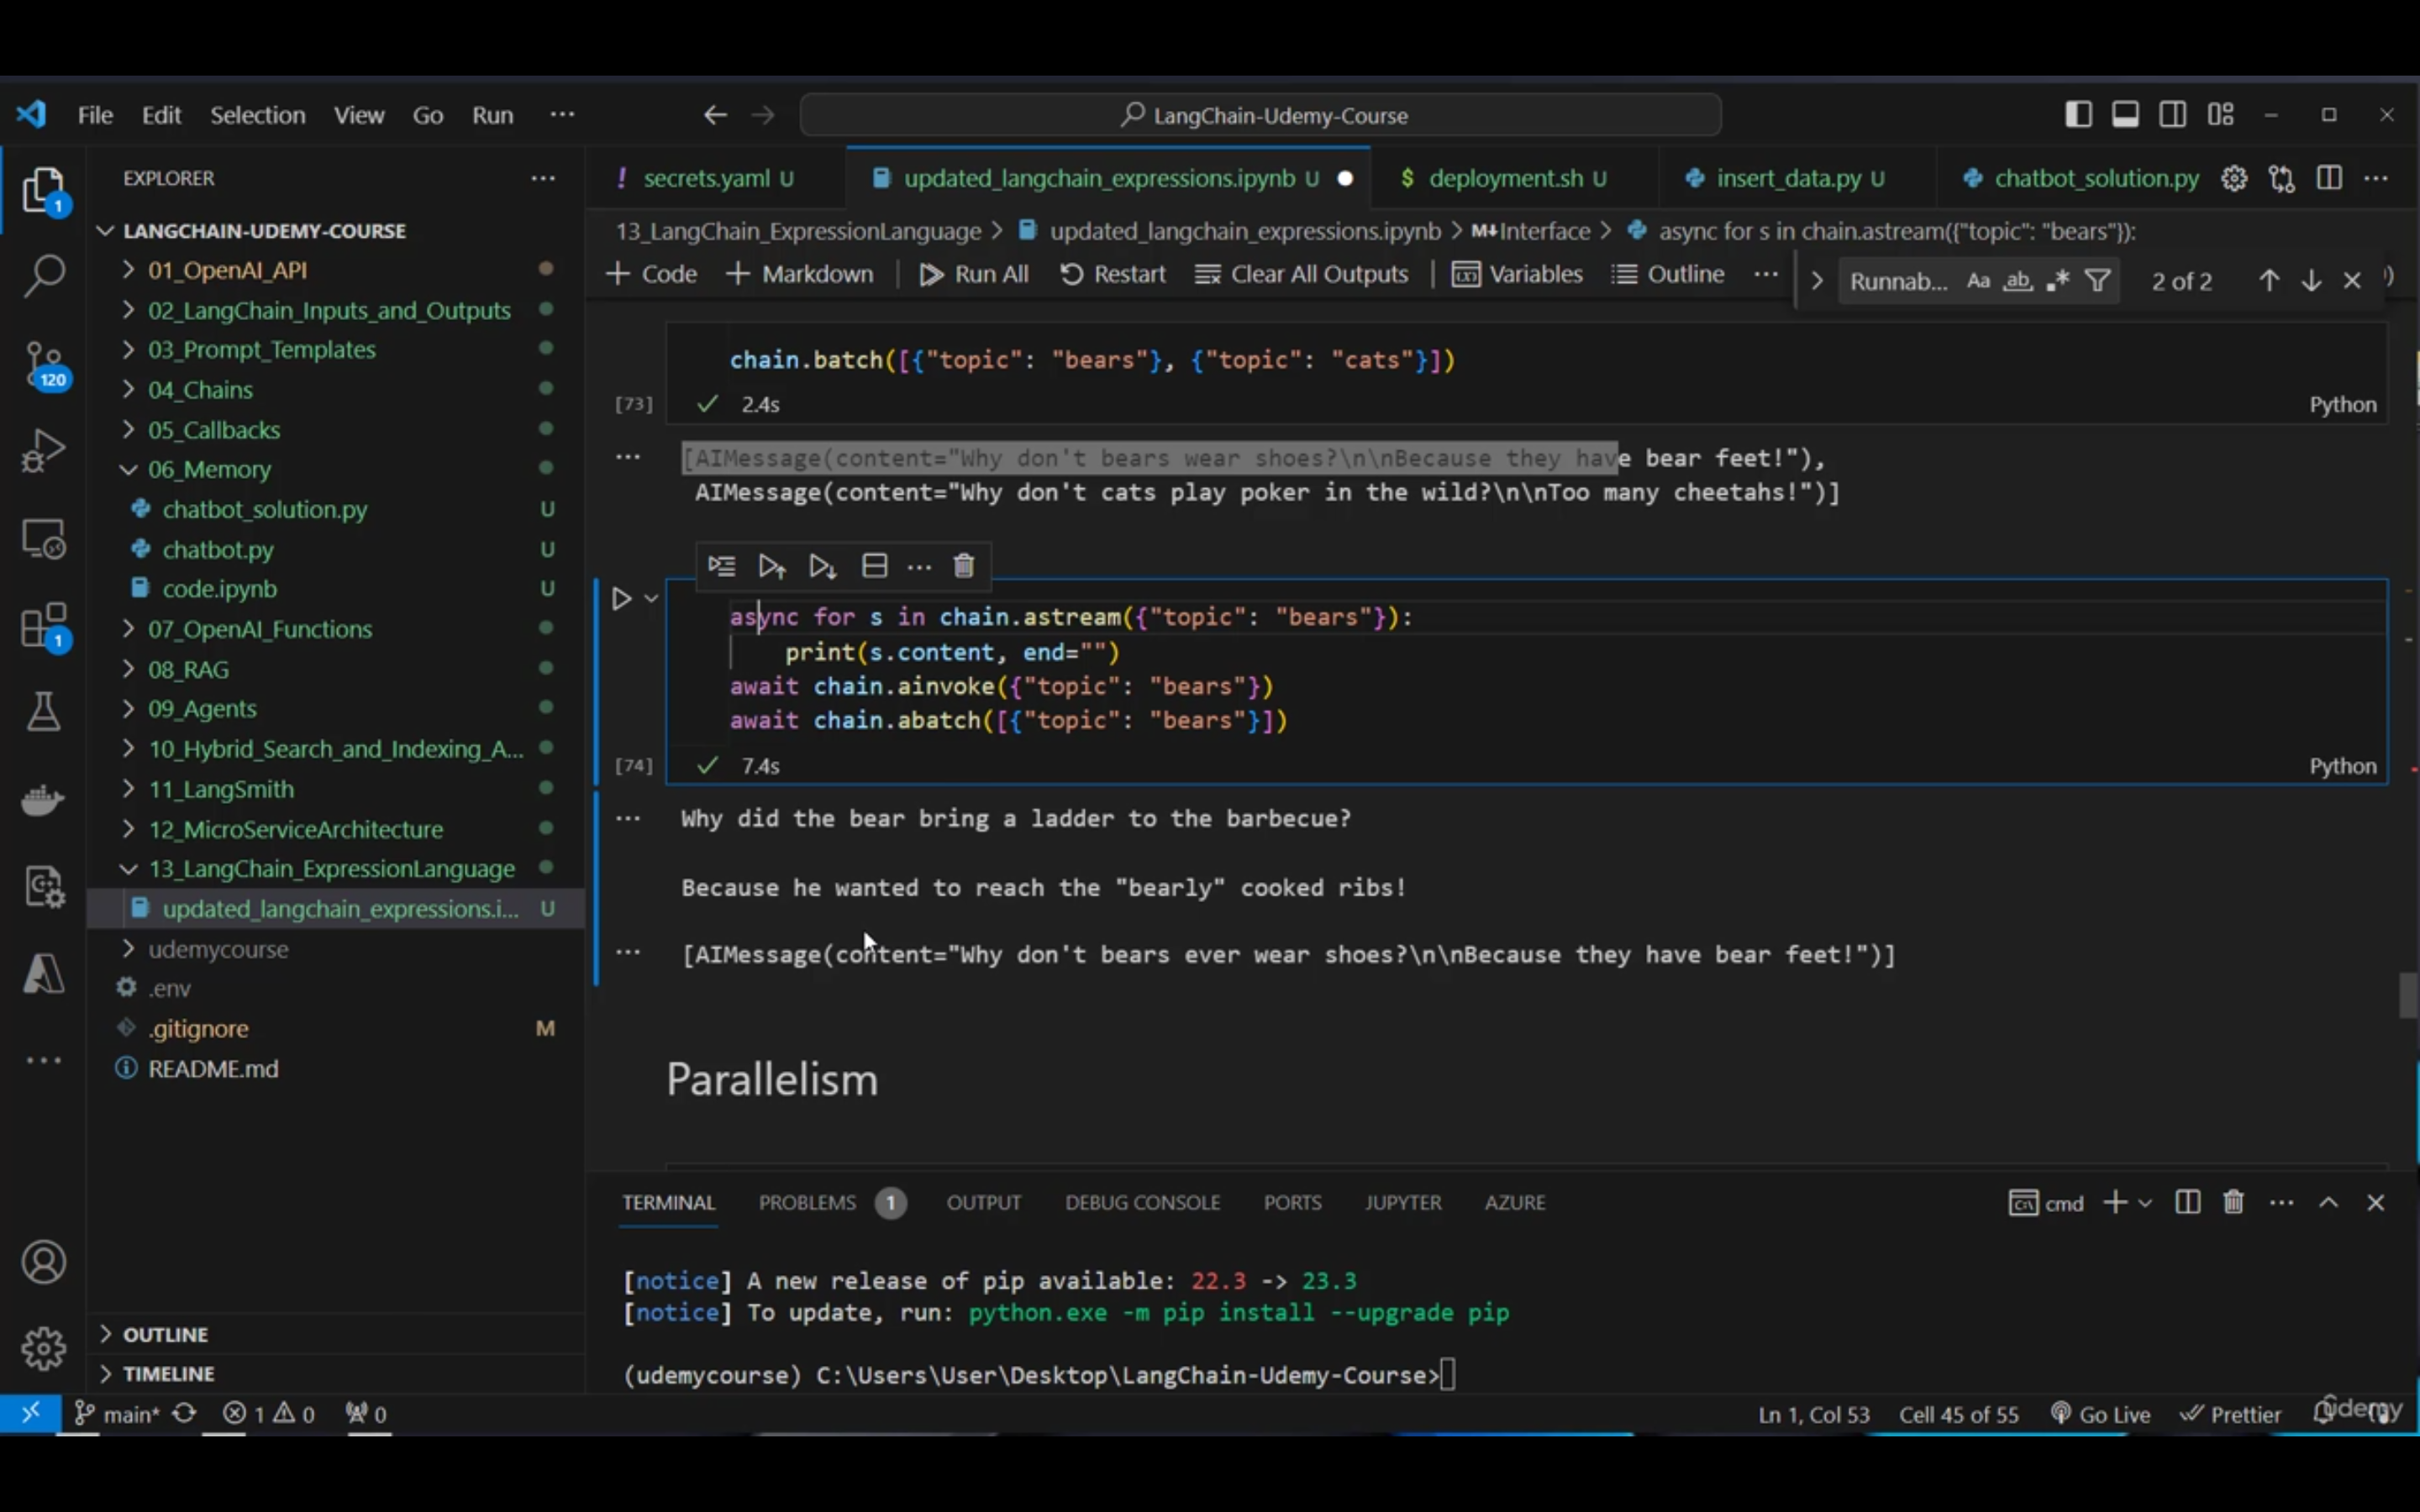 File Edit Selection View Go Run ··· LangChain-Udemy-Course
EXPLORER
LANGCHAIN-UDEMY-COURSE
01_OpenAI_API
02_LangChain_Inputs_and_Outputs
03_Prompt_Templates
04_Chains
05_Callbacks
06_Memory
chatbot_solution.py U
chatbot.py U
code.ipynb U
07_OpenAI_Functions
08_RAG
09_Agents
10_Hybrid_Search_and_Indexing_A...
11_LangSmith
12_MicroServiceArchitecture
13_LangChain_ExpressionLanguage
updated_langchain_expressions.i... U
udemycourse
.env
.gitignore M
README.md
OUTLINE
TIMELINE
1
120
1
! secrets.yaml U updated_langchain_expressions.ipynb U $ deployment.sh U insert_data.py U chatbot_solution.py
13_LangChain_ExpressionLanguage > updated_langchain_expressions.ipynb > M↓Interface > async for s in chain.astream({"topic": "bears"}):
+ Code + Markdown Run All Restart Clear All Outputs Variables Outline ··· Runnab... Aa ab .* 2 of 2
chain.batch([{"topic": "bears"}, {"topic": "cats"}])
[73] ✓ 2.4s Python
[AIMessage(content="Why don't bears wear shoes?\n\nBecause they have bear feet!"),
AIMessage(content="Why don't cats play poker in the wild?\n\nToo many cheetahs!")]
async for s in chain.astream({"topic": "bears"}):
print(s.content, end="")
await chain.ainvoke({"topic": "bears"})
await chain.abatch([{"topic": "bears"}])
[74] ✓ 7.4s Python
Why did the bear bring a ladder to the barbecue?
Because he wanted to reach the "bearly" cooked ribs!
[AIMessage(content="Why don't bears ever wear shoes?\n\nBecause they have bear feet!")]
Parallelism
TERMINAL PROBLEMS 1 OUTPUT DEBUG CONSOLE PORTS JUPYTER AZURE cmd
[notice] A new release of pip available: 22.3 -> 23.3
[notice] To update, run: python.exe -m pip install --upgrade pip
(udemycourse) C:\Users\User\Desktop\LangChain-Udemy-Course>
main* 1 0 0 Ln 1, Col 53 Cell 45 of 55 Go Live Prettier
udemy